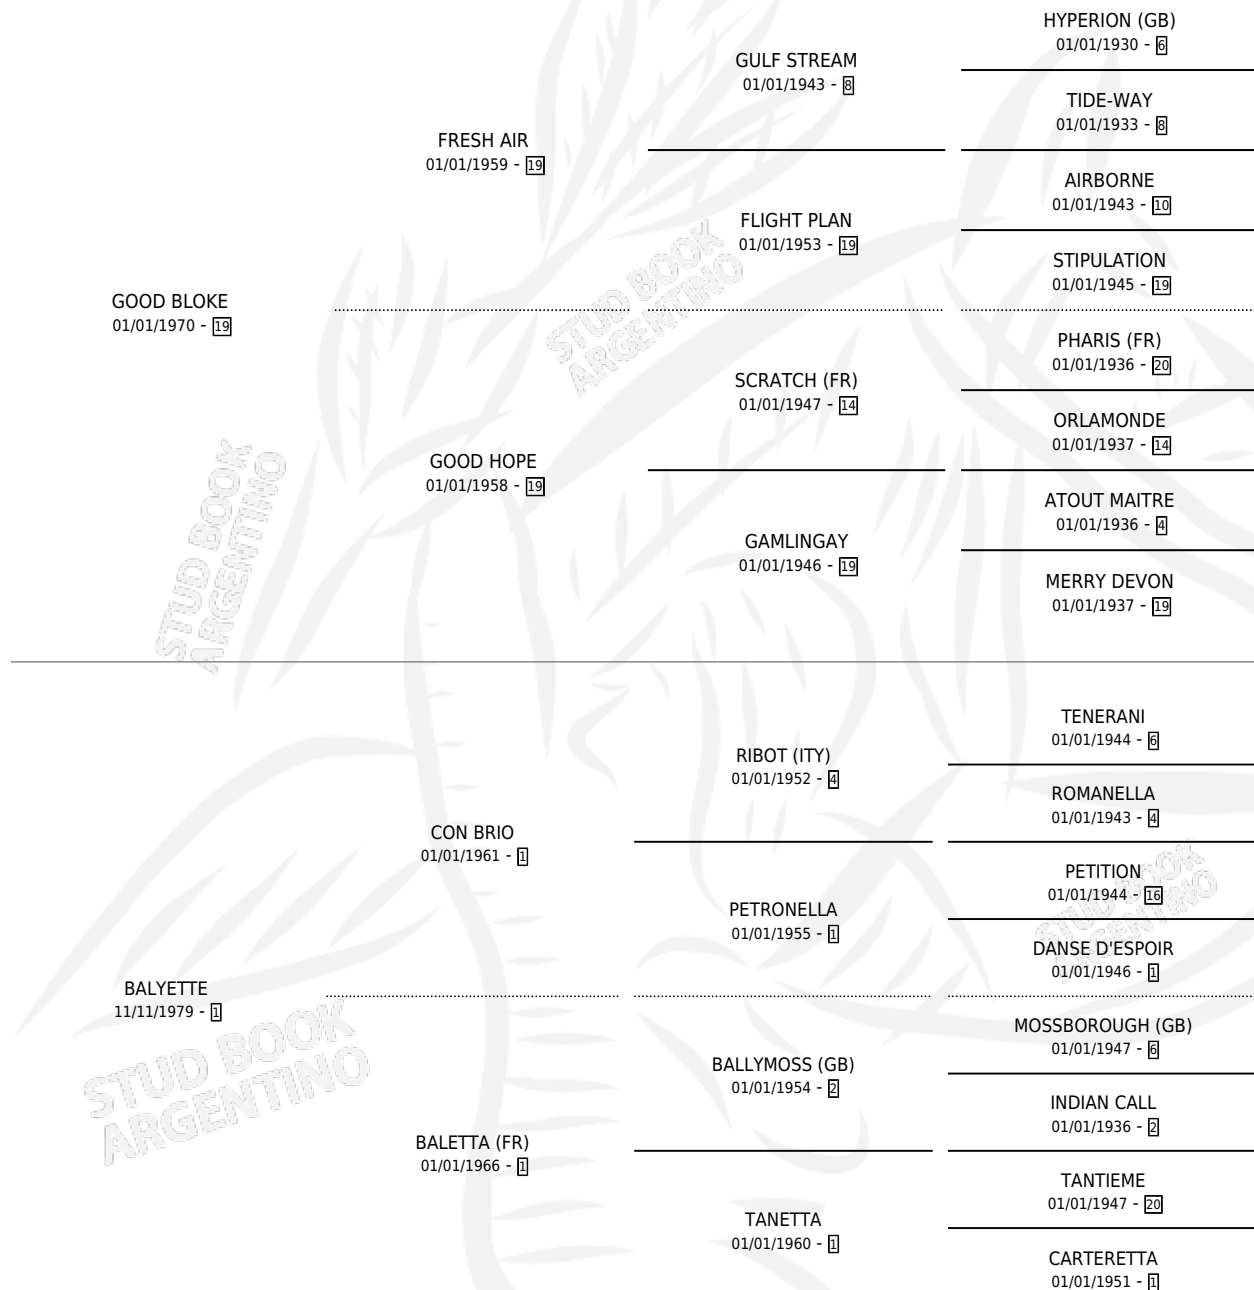 HYPERION (GB)
01/01/1930 - 6
GULF STREAM
01/01/1943 - 8
TIDE-WAY
01/01/1933 - 8
FRESH AIR
01/01/1959 - 19
AIRBORNE
01/01/1943 - 10
FLIGHT PLAN
01/01/1953 - 19
STIPULATION
01/01/1945 - 19
GOOD BLOKE
01/01/1970 - 19
PHARIS (FR)
01/01/1936 - 20
SCRATCH (FR)
01/01/1947 - 14
ORLAMONDE
01/01/1937 - 14
GOOD HOPE
01/01/1958 - 19
ATOUT MAITRE
01/01/1936 - 4
GAMLINGAY
01/01/1946 - 19
MERRY DEVON
01/01/1937 - 19
TENERANI
01/01/1944 - 6
RIBOT (ITY)
01/01/1952 - 4
ROMANELLA
01/01/1943 - 4
CON BRIO
01/01/1961 - 1
PETITION
01/01/1944 - 16
PETRONELLA
01/01/1955 - 1
DANSE D'ESPOIR
01/01/1946 - 1
BALYETTE
11/11/1979 - 1
MOSSBOROUGH (GB)
01/01/1947 - 6
BALLYMOSS (GB)
01/01/1954 - 2
INDIAN CALL
01/01/1936 - 2
BALETTA (FR)
01/01/1966 - 1
TANTIEME
01/01/1947 - 20
TANETTA
01/01/1960 - 1
CARTERETTA
01/01/1951 - 1
STUD BOOK
ARGENTINO
STUD BOOK
ARGENTINO
STUD BOOK
ARGENTINO
STUD BOOK
ARGENTINO